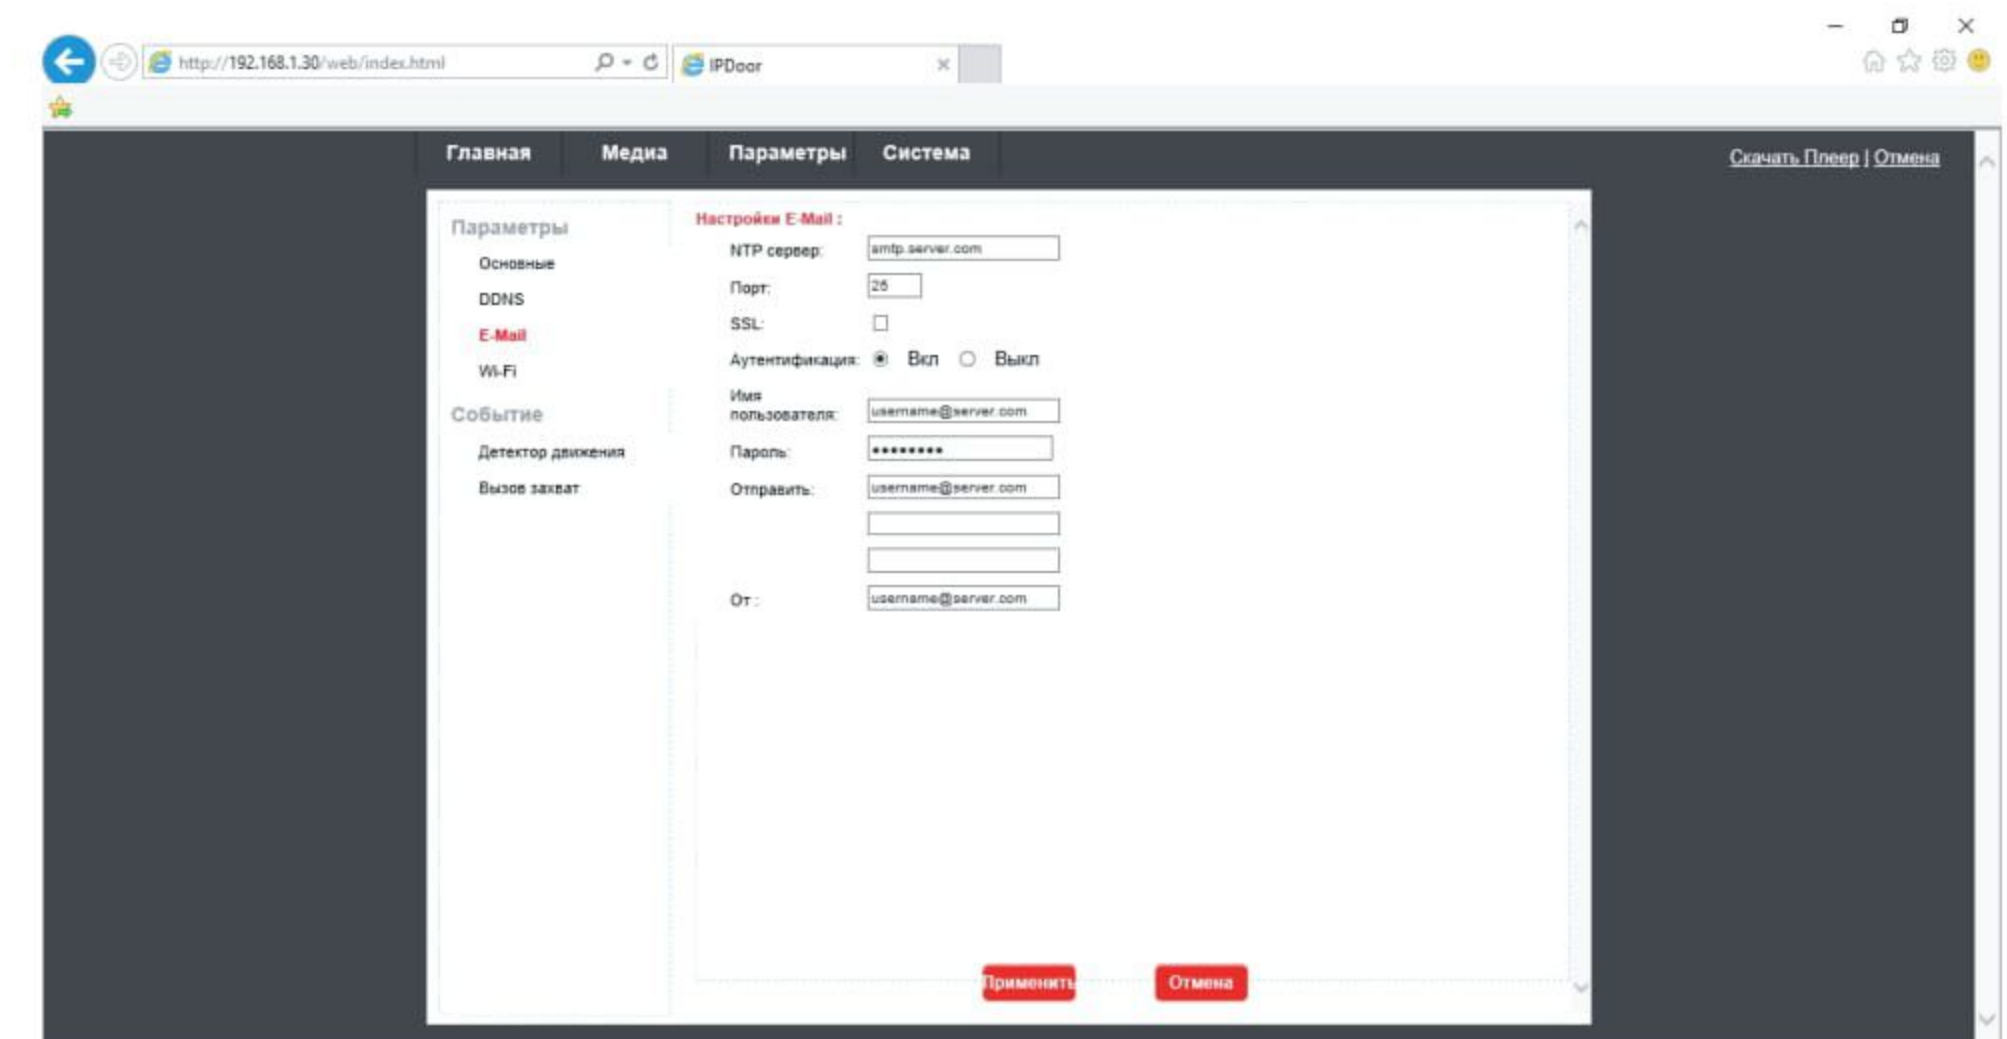 http://192.168.1.30/web/index.html
IPDoor
Главная Медиа Параметры Система
Скачать Плеер | Отмена
Параметры
Основные
DDNS
E-Mail
Wi-Fi
Событие
Детектор движения
Вызов захват
Настройки E-Mail :
NTP сервер: smtp.server.com
Порт: 25
SSL:
Аутентификация: Вкл Выкл
Имя
пользователя: username@server.com
Пароль: ••••••••
Отправить: username@server.com
От : username@server.com
Применить Отмена